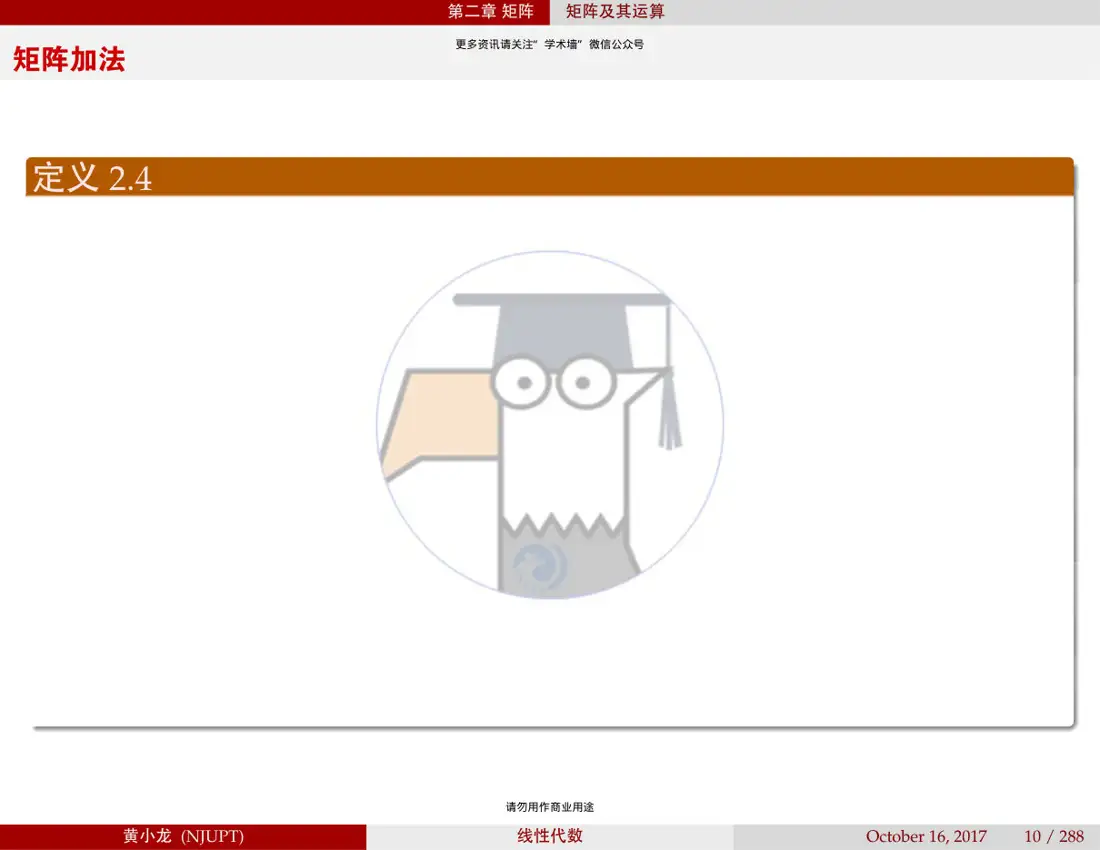 第二章 矩阵 矩阵及其运算
更多资讯请关注“学术墙”微信公众号
矩阵加法
定义 2.4
请勿用作商业用途
黄小龙 (NJUPT) 线性代数 October 16, 2017 10 / 288